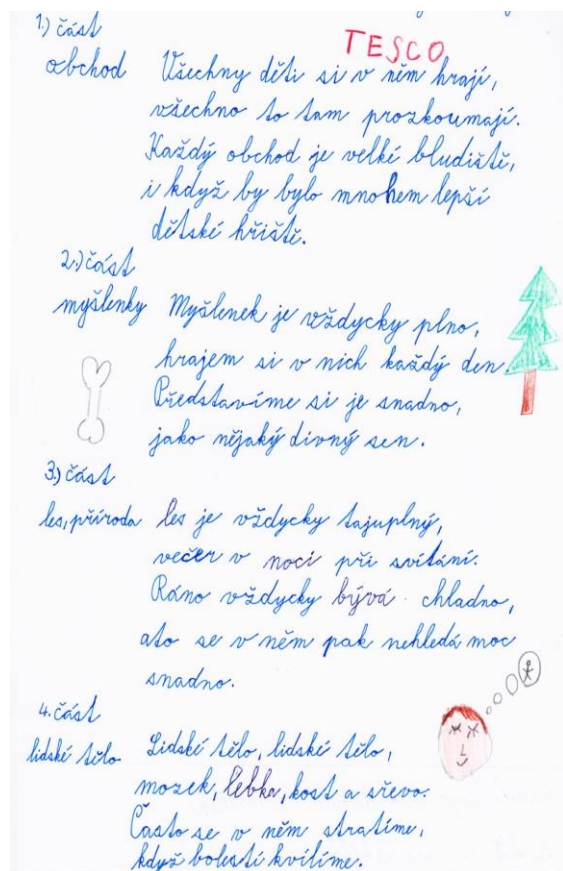 1.) část
TESCO
obchod Všechny děti si v něm hrají,
všechno to tam prozkoumají.
Každý obchod je velké bludiště,
i když by bylo mnohem lepší
dětské hřiště.
2.) část
myšlenky Myšlenek je vždycky plno,
hrajem si v nich každý den.
Představíme si je snadno,
jako nějaký divný sen.
3.) část
les, příroda les je vždycky tajuplný,
večer v noci při svítání.
Ráno vždycky bývá chladno,
a to se v něm pak nehledá moc
snadno.
4. část
lidské tělo Lidské tělo, lidské tělo,
mozek, lebka, kost a střevo.
Často se v něm stratíme,
když bolestí kvílíme.